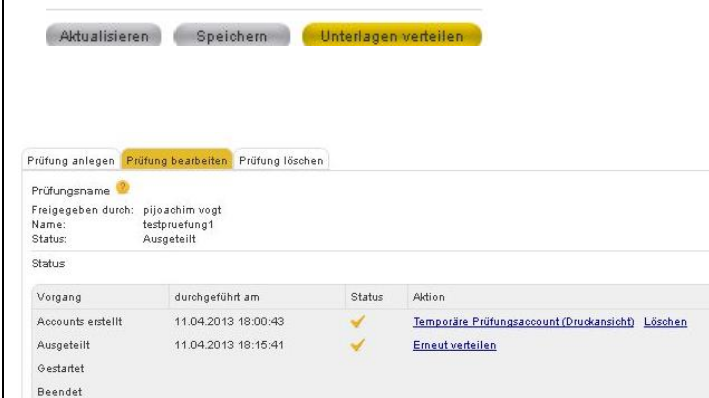 Aktualisieren Speichern Unterlagen verteilen
Prüfung anlegen Prüfung bearbeiten Prüfung löschen
Prüfungsname ?
Freigegeben durch: pijoachim vogt
Name: testpruefung1
Status: Ausgeteilt
Status
Vorgang durchgeführt am Status Aktion
Accounts erstellt 11.04.2013 18:00:43 Temporäre Prüfungsaccount (Druckansicht) Löschen
Ausgeteilt 11.04.2013 18:15:41 Erneut verteilen
Gestartet
Beendet